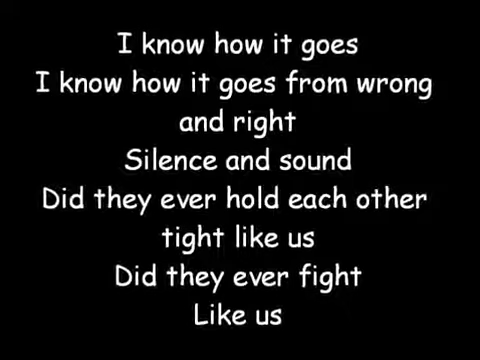 I know how it goes
I know how it goes from wrong
and right
Silence and sound
Did they ever hold each other
tight like us
Did they ever fight
Like us